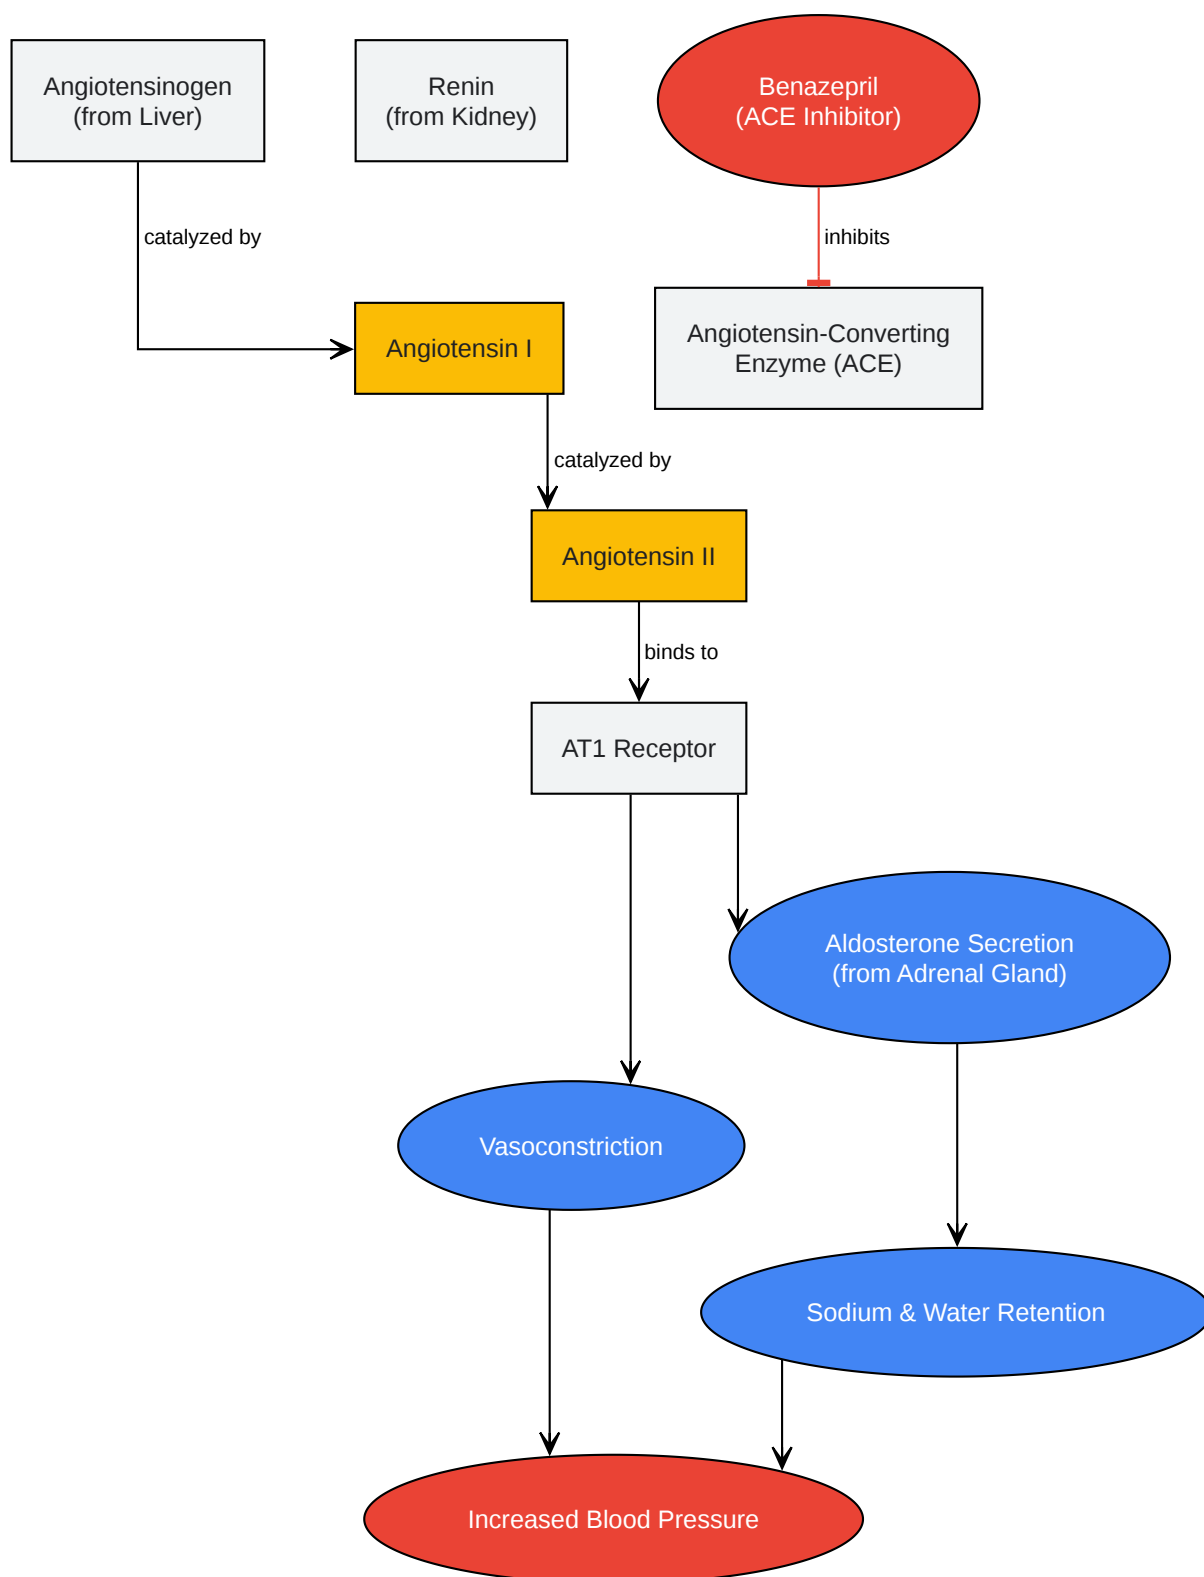 Angiotensinogen
(from Liver)
Renin
(from Kidney)
Benazepril
(ACE Inhibitor)
catalyzed by
inhibits
Angiotensin I
Angiotensin-Converting
Enzyme (ACE)
catalyzed by
Angiotensin II
binds to
AT1 Receptor
Aldosterone Secretion
(from Adrenal Gland)
Vasoconstriction
Sodium & Water Retention
Increased Blood Pressure